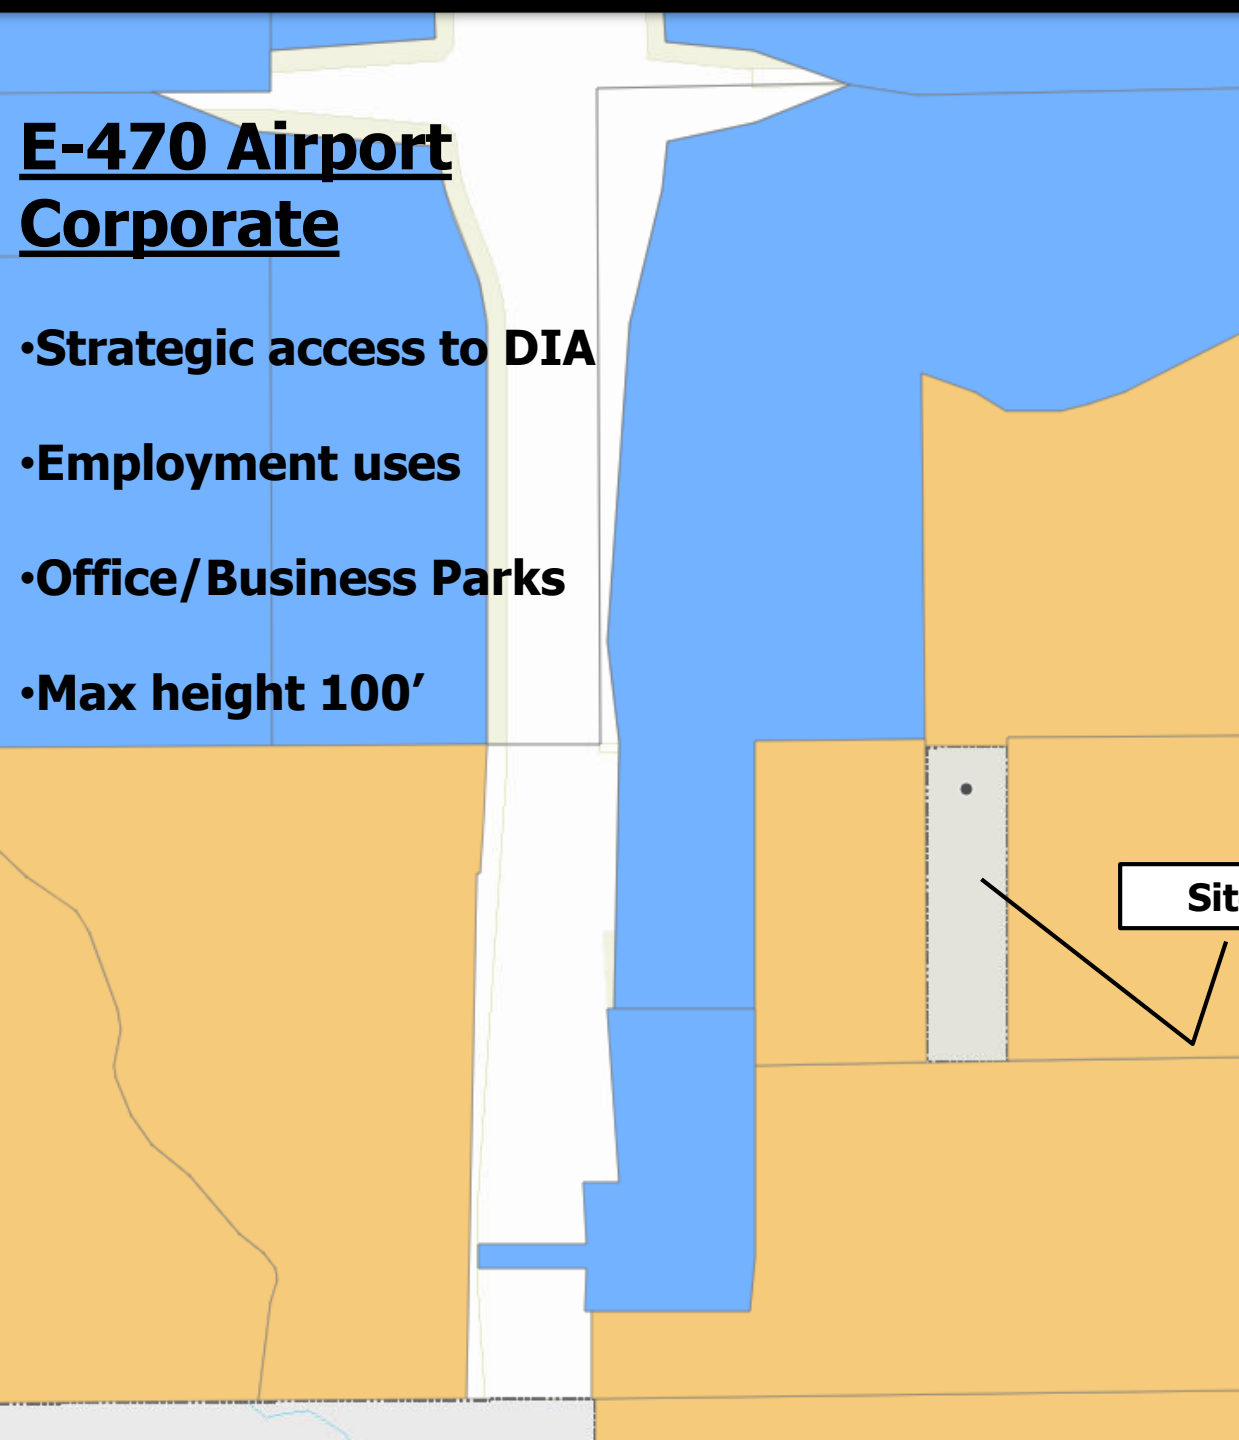 E-470 Airport
Corporate
•Strategic access to DIA
•Employment uses
•Office/Business Parks
•Max height 100’
Sit